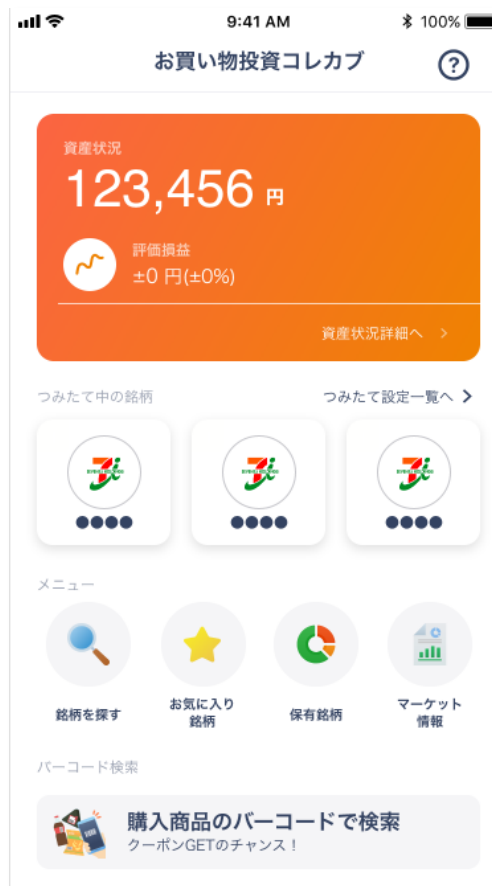 9:41 AM
100%
お買い物投資コレカブ
?
資産状況
123,456 円
評価損益
±0 円(±0%)
資産状況詳細へ >
つみたて中の銘柄
つみたて設定一覧へ >
●●●● ●●●● ●●●●
メニュー
銘柄を探す
お気に入り
銘柄
保有銘柄
マーケット
情報
バーコード検索
購入商品のバーコードで検索
クーポンGETのチャンス！